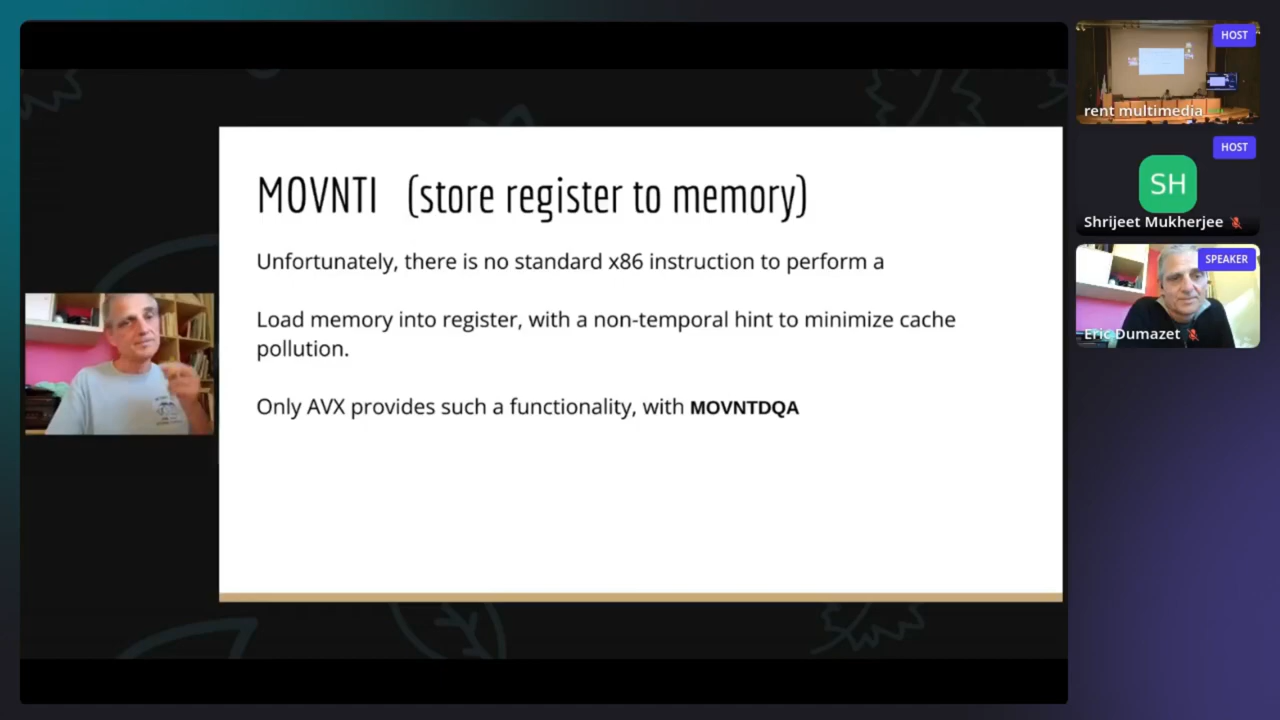 MOVNTI (store register to memory)
Unfortunately, there is no standard x86 instruction to perform a
Load memory into register, with a non-temporal hint to minimize cache
pollution.
Only AVX provides such a functionality, with MOVNTDQA
HOST
rent multimedia
HOST
SH
Shrijeet Mukherjee
SPEAKER
Eric Dumazet